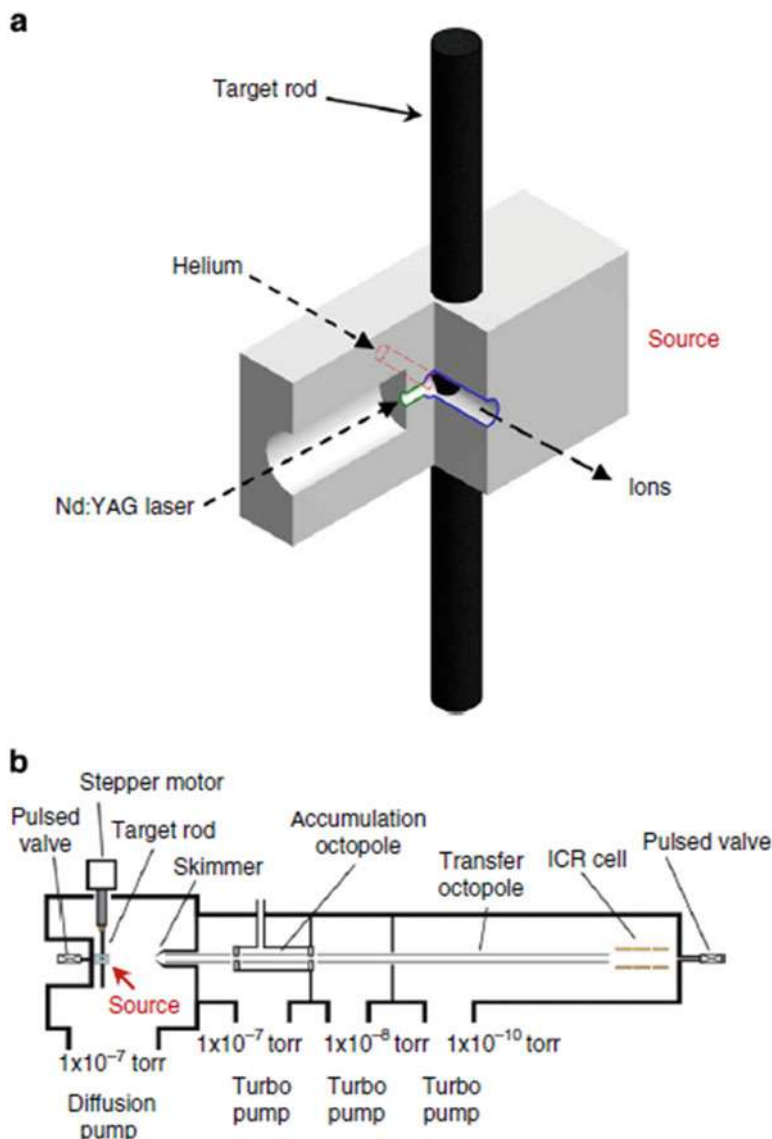 a
Target rod
Helium
Source
Nd:YAG laser
Ions
b
Stepper motor
Pulsed
valve
Target rod
Skimmer
Accumulation
octopole
Transfer
octopole
ICR cell
Pulsed valve
Source
1x10⁻⁷ torr
1x10⁻⁷ torr
1x10⁻⁸ torr
1x10⁻¹⁰ torr
Diffusion
pump
Turbo
pump
Turbo
pump
Turbo
pump